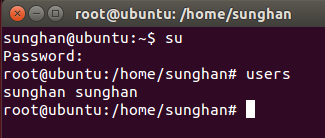 root@ubuntu: /home/sunghan
sunghan@ubuntu:~$ su
Password:
root@ubuntu:/home/sunghan# users
sunghan sunghan
root@ubuntu:/home/sunghan#